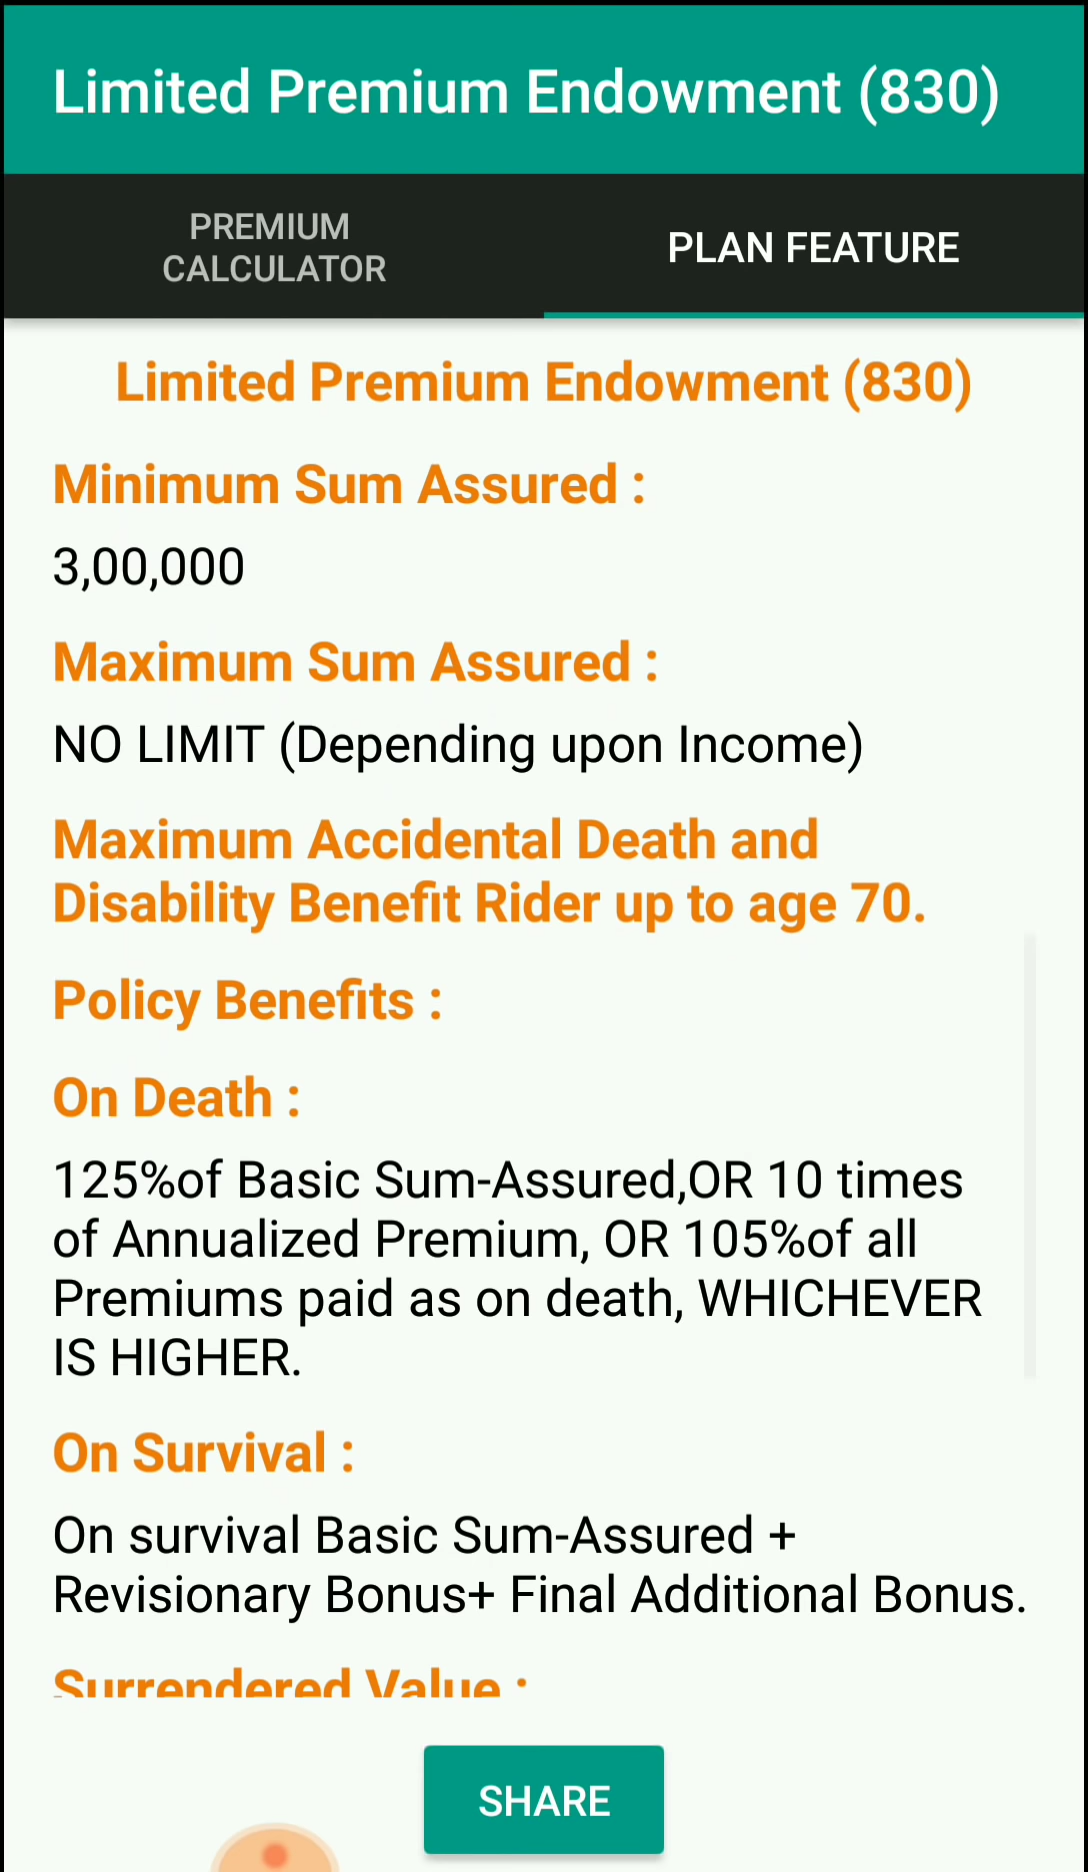 Limited Premium Endowment (830)
PREMIUM
CALCULATOR
PLAN FEATURE
Limited Premium Endowment (830)
Minimum Sum Assured :
3,00,000
Maximum Sum Assured :
NO LIMIT (Depending upon Income)
Maximum Accidental Death and
Disability Benefit Rider up to age 70.
Policy Benefits :
On Death :
125%of Basic Sum-Assured,OR 10 times
of Annualized Premium, OR 105%of all
Premiums paid as on death, WHICHEVER
IS HIGHER.
On Survival :
On survival Basic Sum-Assured +
Revisionary Bonus+ Final Additional Bonus.
Surrendered Value :
SHARE